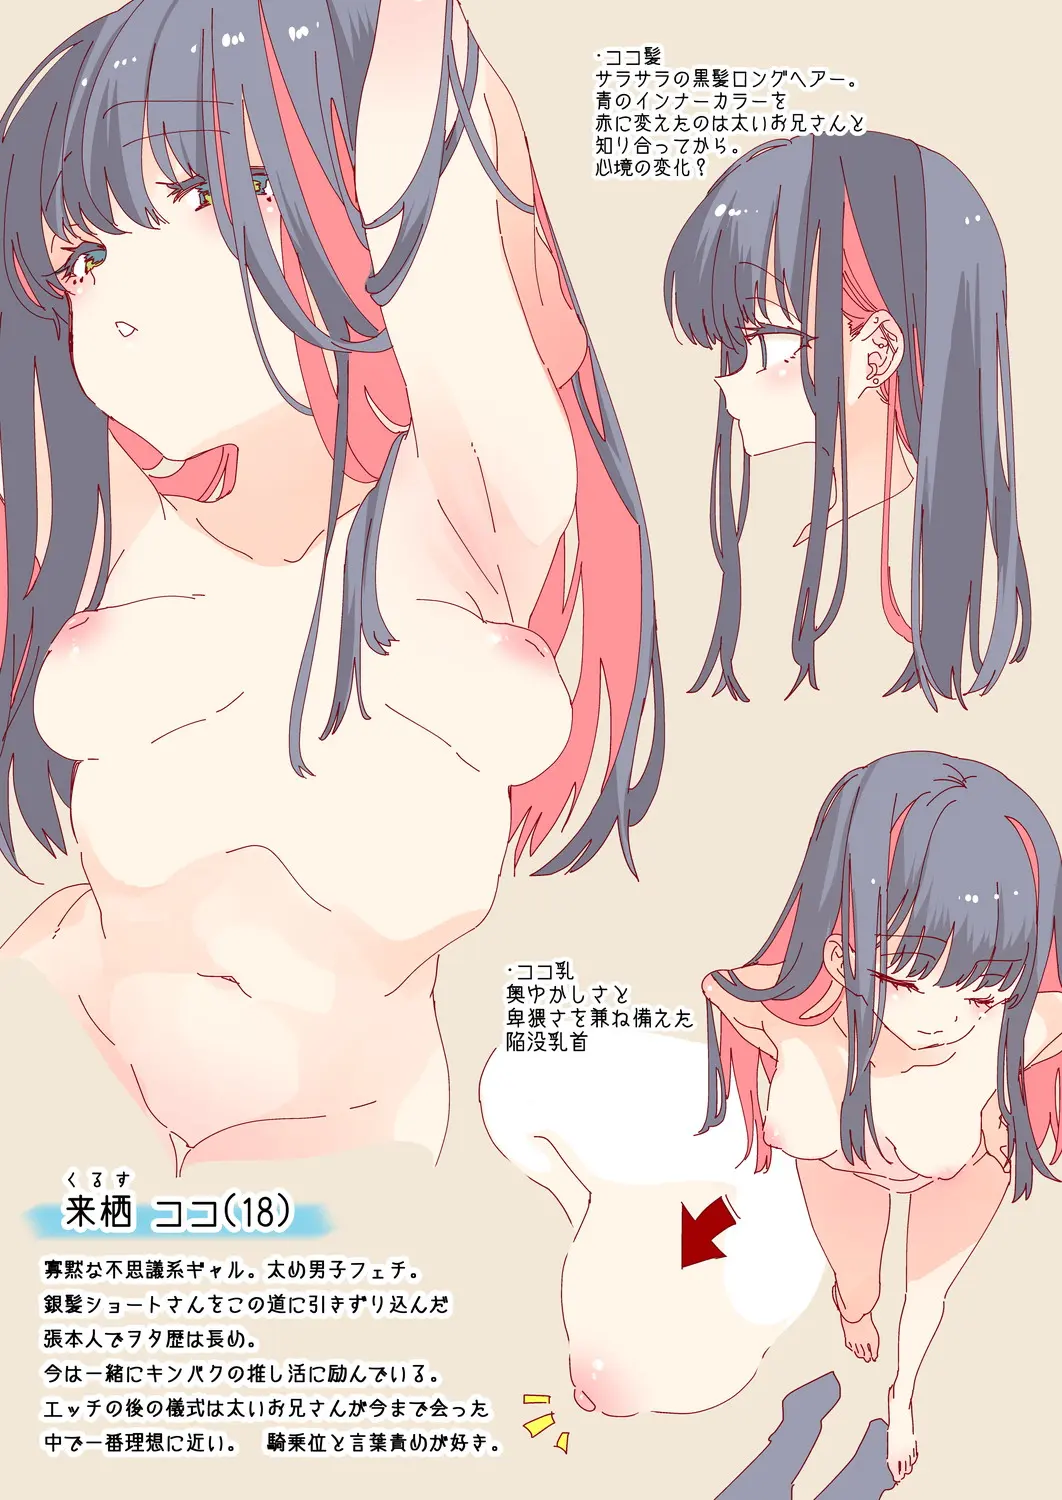 ・ココ髪
サラサラの黒髪ロングヘアー。
青のインナーカラーを
赤に変えたのは太いお兄さんと
知り合ってから。
心境の変化?
・ココ乳
奥ゆかしさと
卑猥さを兼ね備えた
陥没乳首
くるす
来栖 ココ(18)
寡黙な不思議系ギャル。太め男子フェチ。
銀髪ショートさんをこの道に引きずり込んだ
張本人でヲタ歴は長め。
今は一緒にキンバクの推し活に励んでいる。
エッチの後の儀式は太いお兄さんが今まで会った
中で一番理想に近い。 騎乗位と言葉責めが好き。